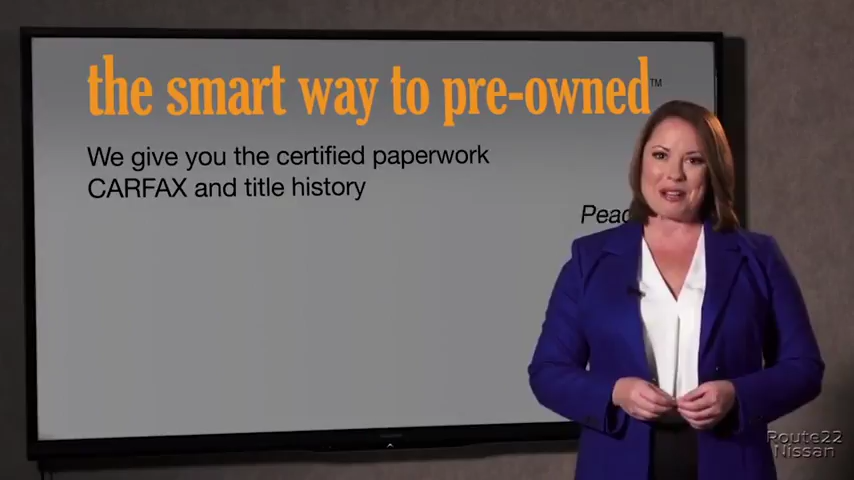 the smart way to pre-owned™
We give you the certified paperwork
CARFAX and title history
Route22
Nissan